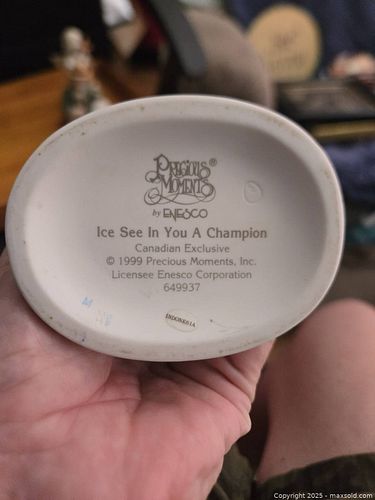 PRECIOUS
MOMENTS®
by ENESCO
Ice See In You A Champion
Canadian Exclusive
© 1999 Precious Moments, Inc.
Licensee Enesco Corporation
649937
M
INDONESIA
Copyright 2025 - maxsold.com